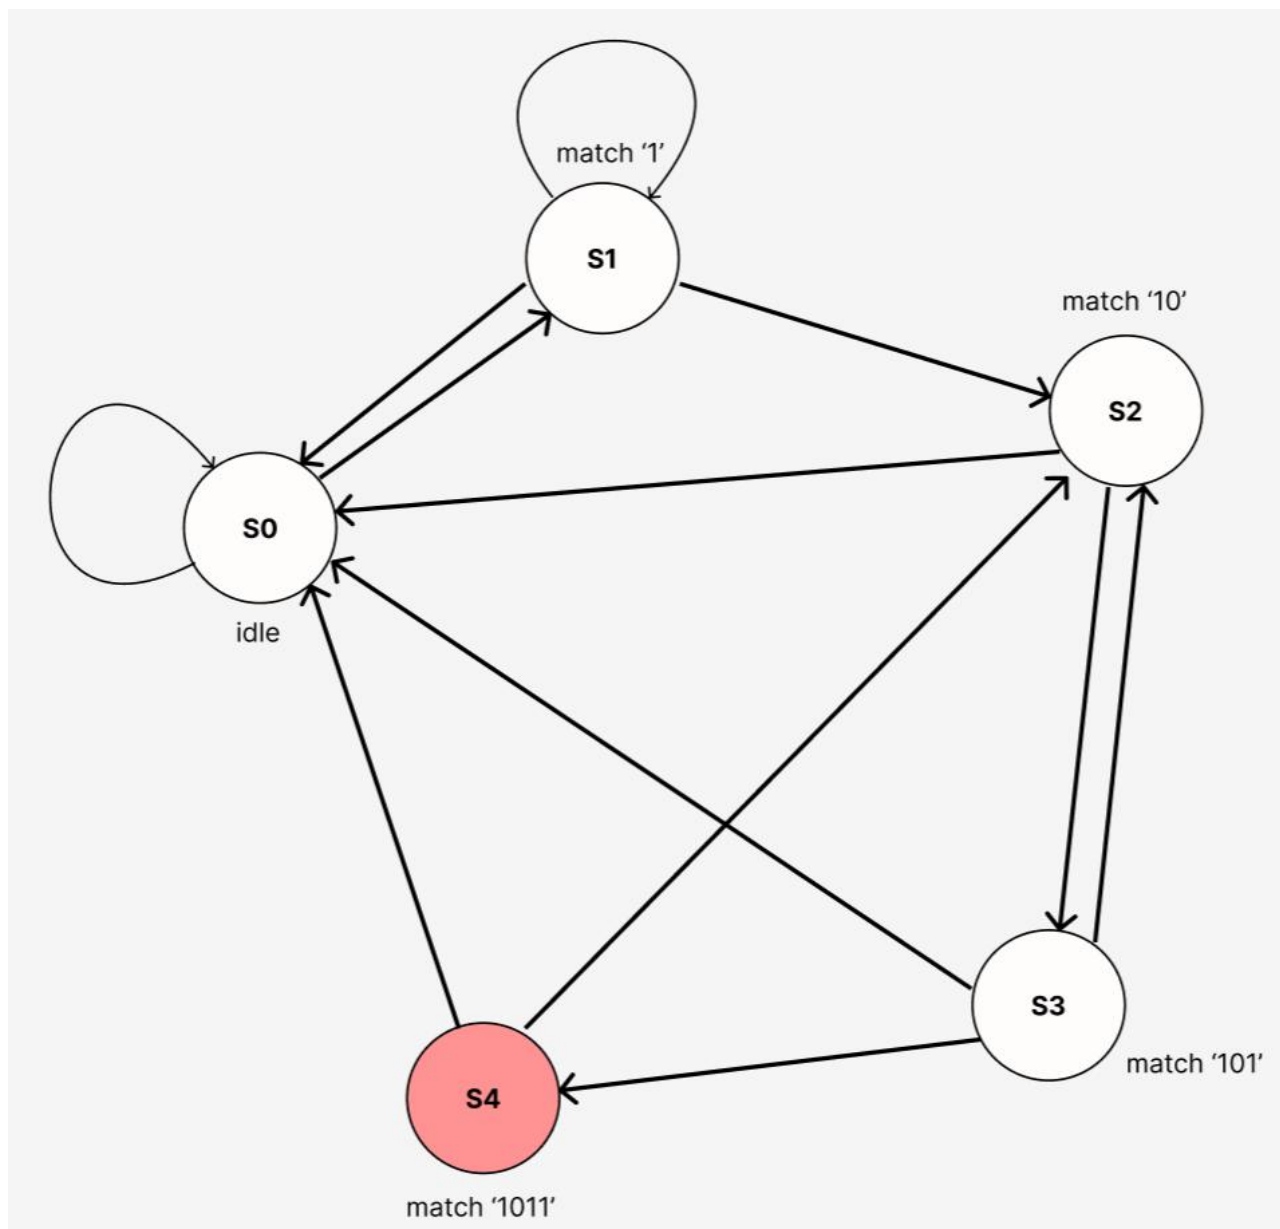 match ‘1’
S1
match ‘10’
S2
S0
idle
S3
match ‘101’
S4
match ‘1011’